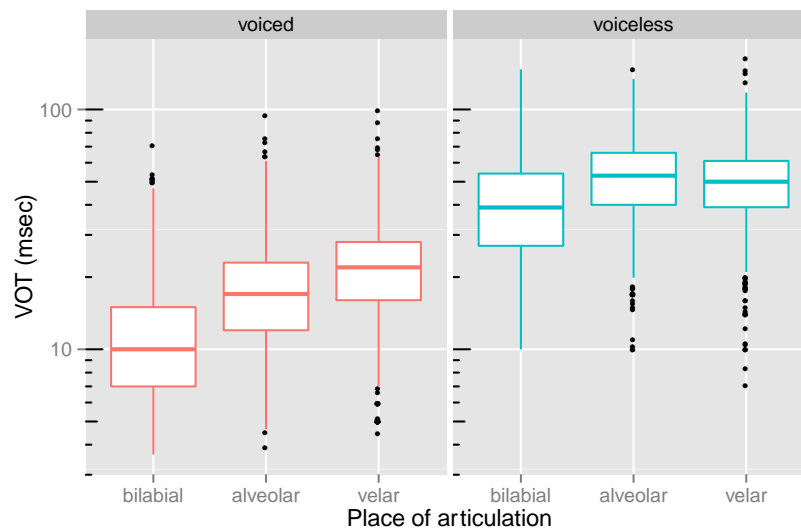 voiced
voiceless
VOT (msec)
100
10
bilabial alveolar velar
bilabial alveolar velar
Place of articulation